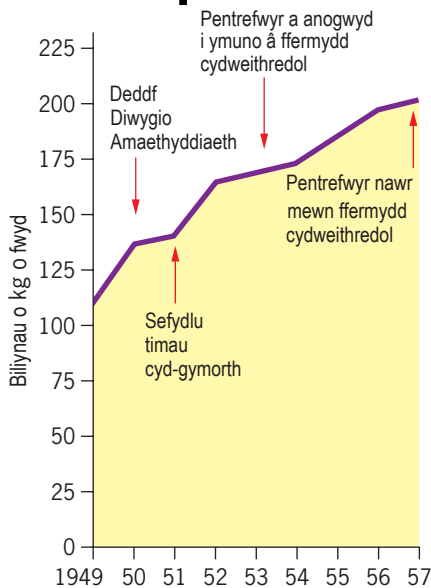 Pentrefwyr a anogwyd
i ymuno â ffermydd
cydweithredol
Deddf
Diwygio
Amaethyddiaeth
Pentrefwyr nawr
mewn ffermydd
cydweithredol
Sefydlu
timau
cyd-gymorth
Biliynau o kg o fwyd
225
200
175
150
125
100
75
50
25
0
1949 50 51 52 53 54 55 56 57